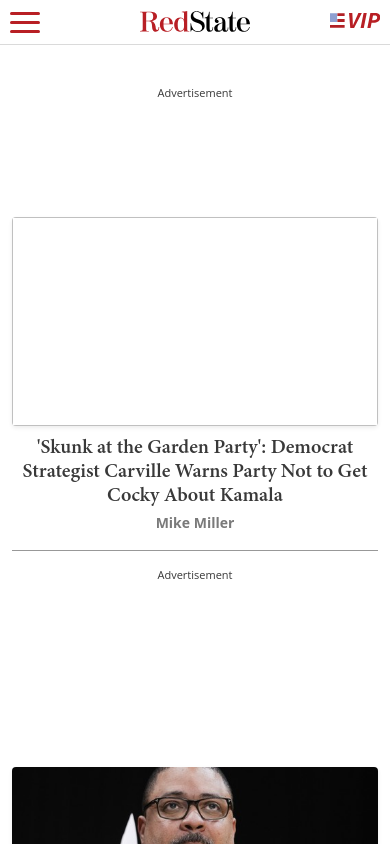 RedState
VIP
Advertisement
'Skunk at the Garden Party': Democrat
Strategist Carville Warns Party Not to Get
Cocky About Kamala
Mike Miller
Advertisement